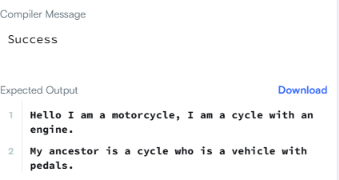 Compiler Message
Success
Expected Output
Download
1 Hello I am a motorcycle, I am a cycle with an
engine.
2 My ancestor is a cycle who is a vehicle with
pedals.